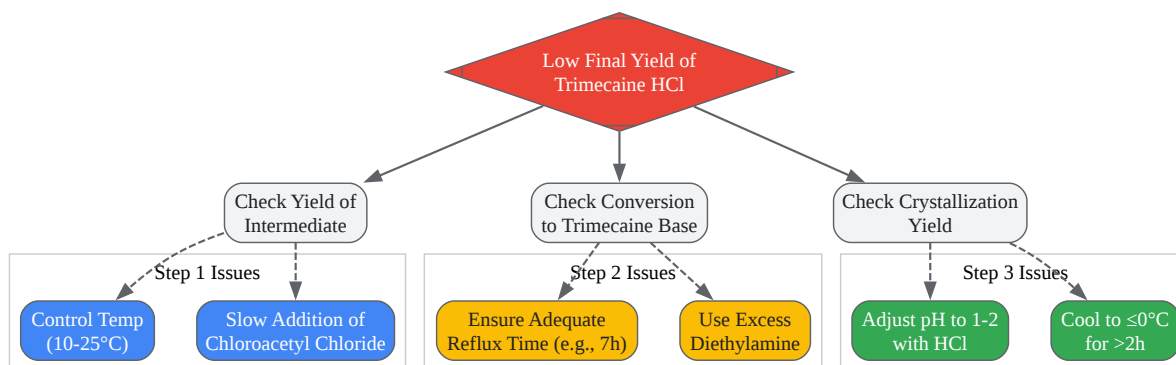 Low Final Yield of
Trimecaine HCl
Check Yield of
Intermediate
Check Conversion
to Trimecaine Base
Check Crystallization
Yield
Step 1 Issues
Step 2 Issues
Step 3 Issues
Control Temp
(10-25°C)
Slow Addition of
Chloroacetyl Chloride
Ensure Adequate
Reflux Time (e.g., 7h)
Use Excess
Diethylamine
Adjust pH to 1-2
with HCl
Cool to ≤0°C
for >2h